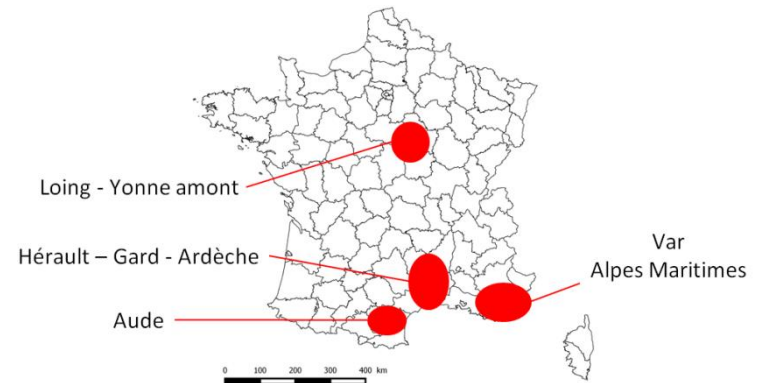 Loing - Yonne amont
Hérault – Gard - Ardèche
Var
Alpes Maritimes
Aude
0 100 200 300 400 km